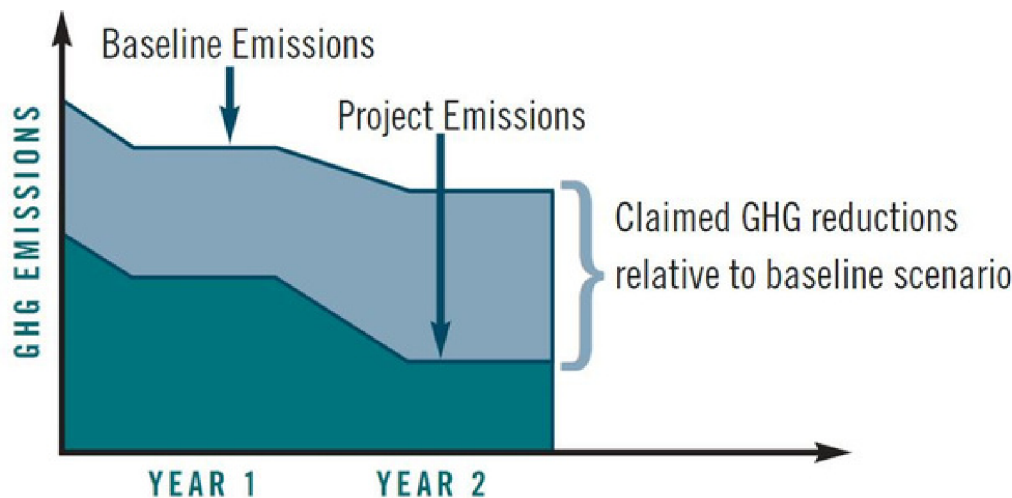 Baseline Emissions
Project Emissions
GHG EMISSIONS
Claimed GHG reductions
relative to baseline scenario
YEAR 1
YEAR 2